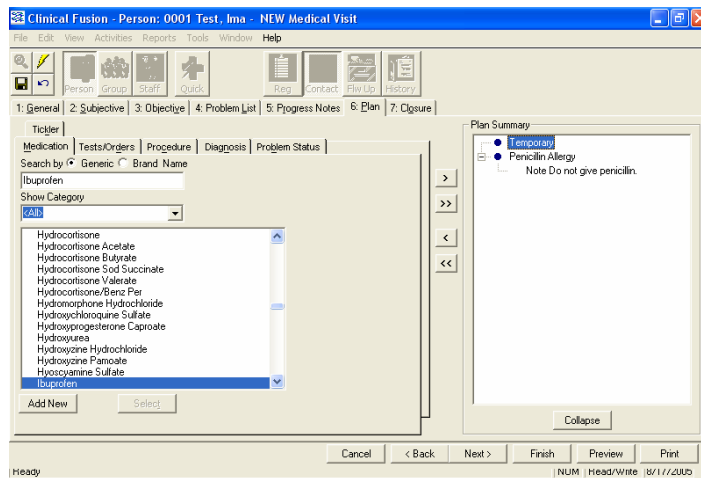 Clinical Fusion - Person: 0001 Test, Ima - NEW Medical Visit
File Edit View Activities Reports Tools Window Help
Person Group Staff Quick Reg Contact Flw Up History
1: General 2: Subjective 3: Objective 4: Problem List 5: Progress Notes 6: Plan 7: Closure
Tickler
Medication Tests/Orders Procedure Diagnosis Problem Status
Search by Generic Brand Name
Ibuprofen
Show Category
<All>
Hydrocortisone
Hydrocortisone Acetate
Hydrocortisone Butyrate
Hydrocortisone Sod Succinate
Hydrocortisone Valerate
Hydrocortisone/Benz Per
Hydromorphone Hydrochloride
Hydroxychloroquine Sulfate
Hydroxyprogesterone Caproate
Hydroxyurea
Hydroxyzine Hydrochloride
Hydroxyzine Pamoate
Hyoscyamine Sulfate
Ibuprofen
Add New Select
>
>>
<
<<
Plan Summary
Temporary
Penicillin Allergy
Note Do not give penicillin.
Collapse
Cancel < Back Next > Finish Preview Print
Ready NUM Read/Write 8/17/2005